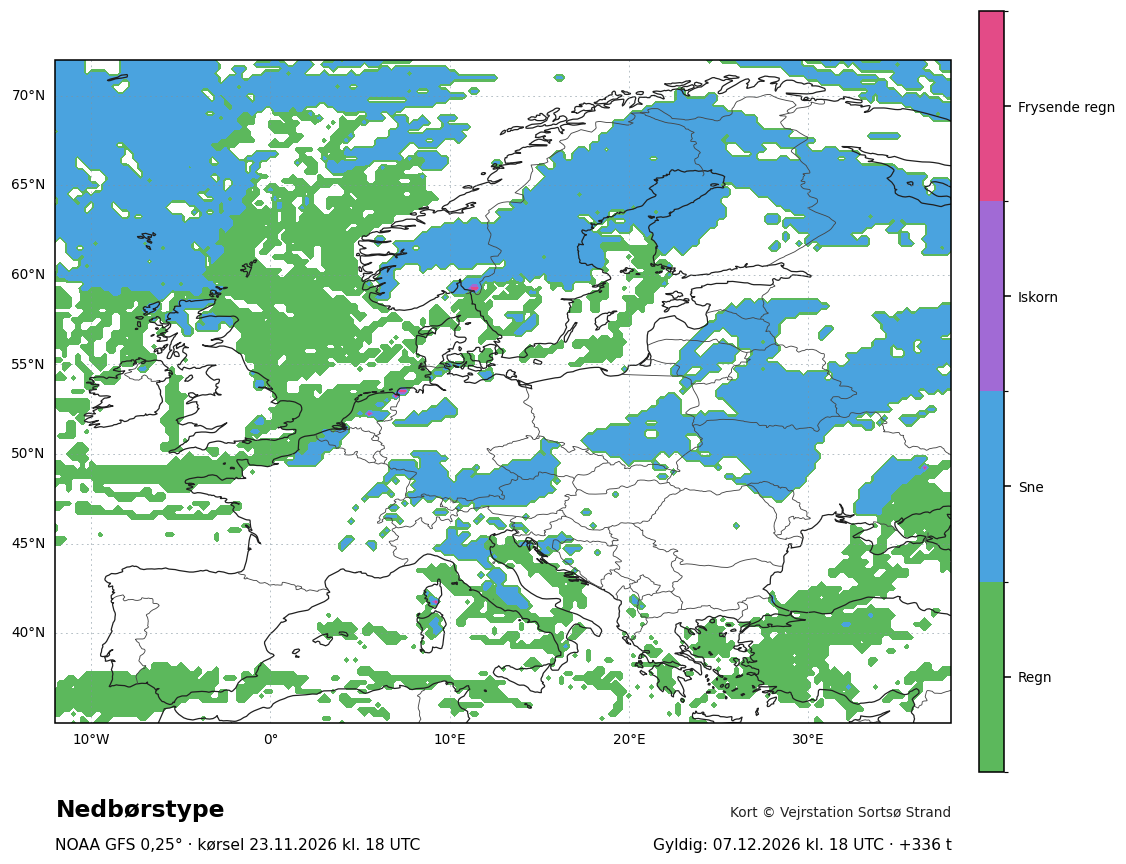 Frysende regn
Iskorn
Sne
Regn
70°N
65°N
60°N
55°N
50°N
45°N
40°N
10°W
0°
10°E
20°E
30°E
Nedbørstype
Kort © Vejrstation Sortsø Strand
NOAA GFS 0,25° · kørsel 23.11.2026 kl. 18 UTC
Gyldig: 07.12.2026 kl. 18 UTC · +336 t